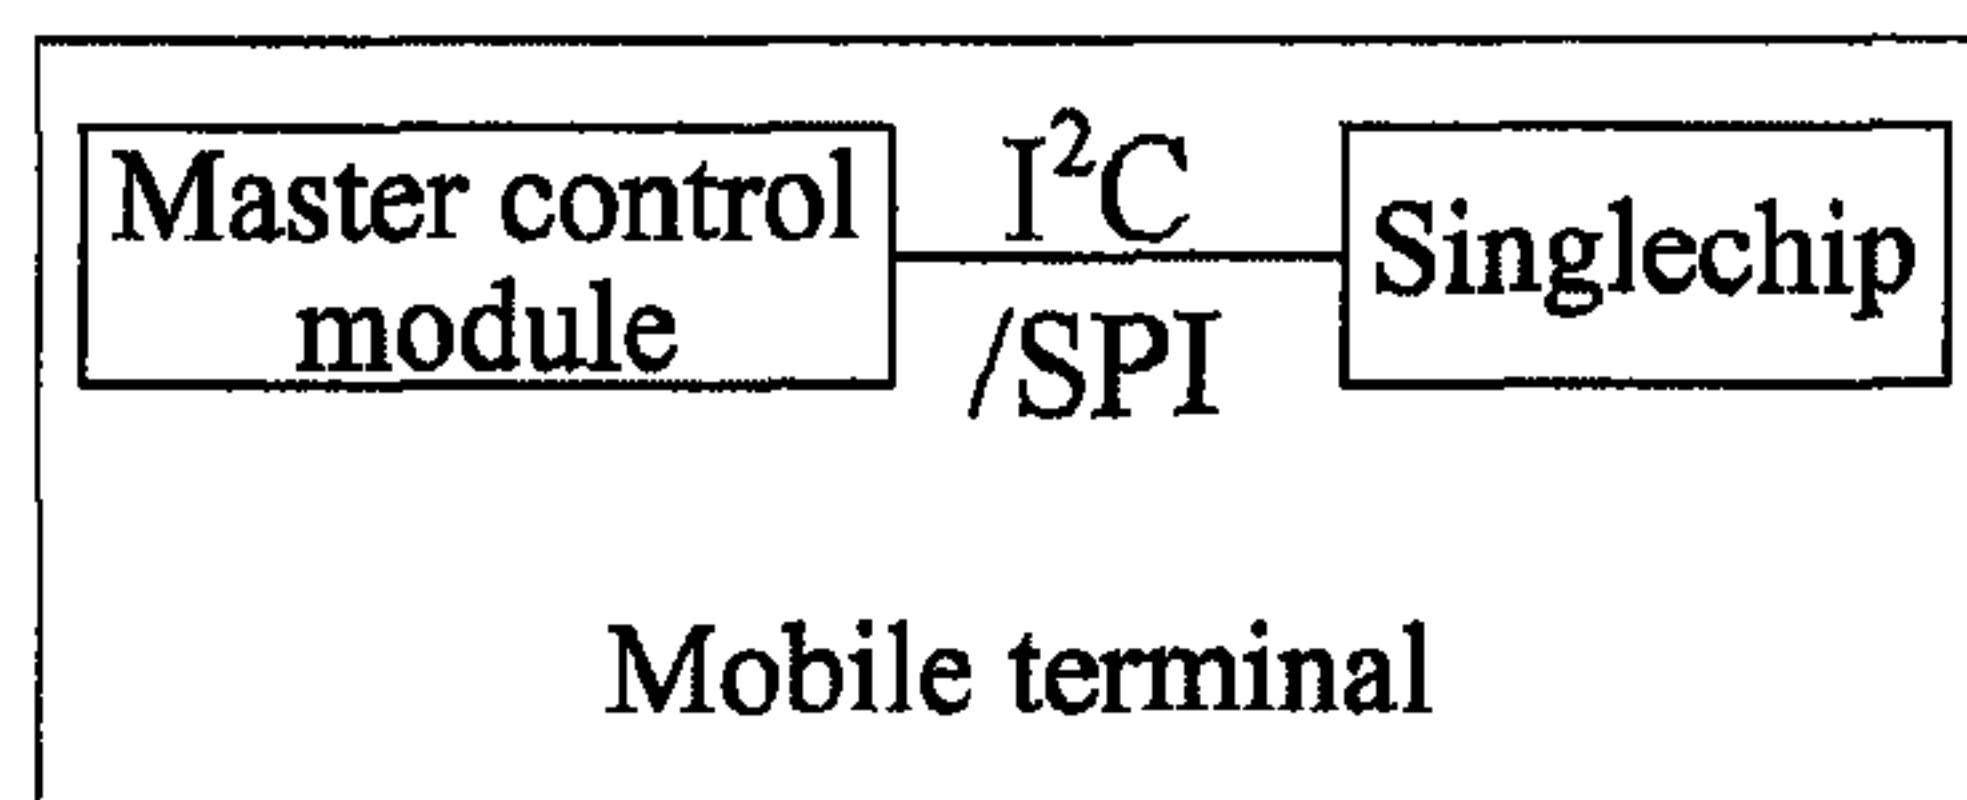 Master control
module
I²C
/SPI
Singlechip
Mobile terminal